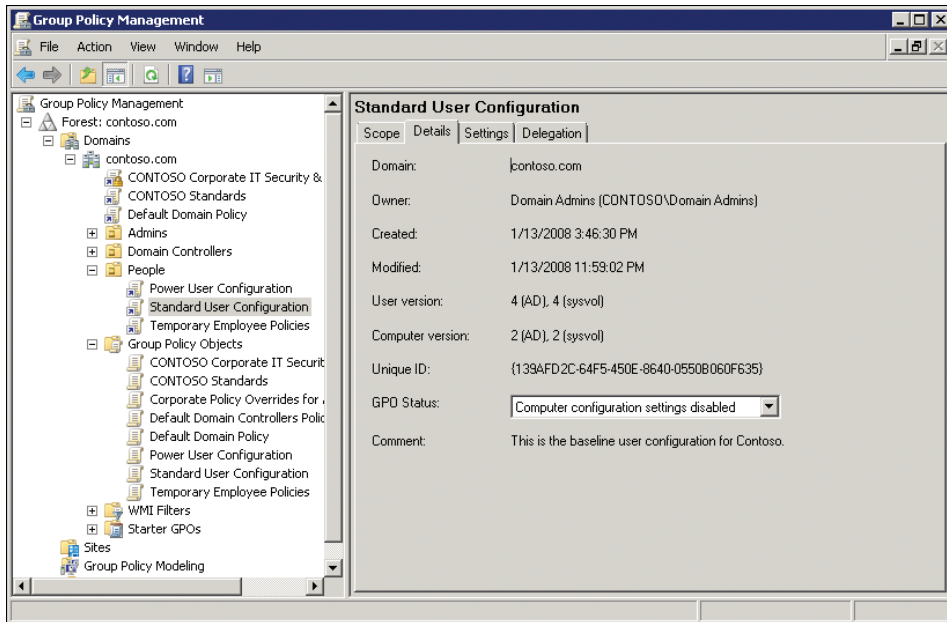 Group Policy Management
File Action View Window Help
Group Policy Management
Forest: contoso.com
Domains
contoso.com
CONTOSO Corporate IT Security &
CONTOSO Standards
Default Domain Policy
Admins
Domain Controllers
People
Power User Configuration
Standard User Configuration
Temporary Employee Policies
Group Policy Objects
CONTOSO Corporate IT Securit
CONTOSO Standards
Corporate Policy Overrides for
Default Domain Controllers Polic
Default Domain Policy
Power User Configuration
Standard User Configuration
Temporary Employee Policies
WMI Filters
Starter GPOs
Sites
Group Policy Modeling
Standard User Configuration
Scope Details Settings Delegation
Domain: contoso.com
Owner: Domain Admins (CONTOSO\Domain Admins)
Created: 1/13/2008 3:46:30 PM
Modified: 1/13/2008 11:59:02 PM
User version: 4 (AD), 4 (sysvol)
Computer version: 2 (AD), 2 (sysvol)
Unique ID: {139AFD2C-64F5-450E-8640-0550B060F635}
GPO Status: Computer configuration settings disabled
Comment: This is the baseline user configuration for Contoso.